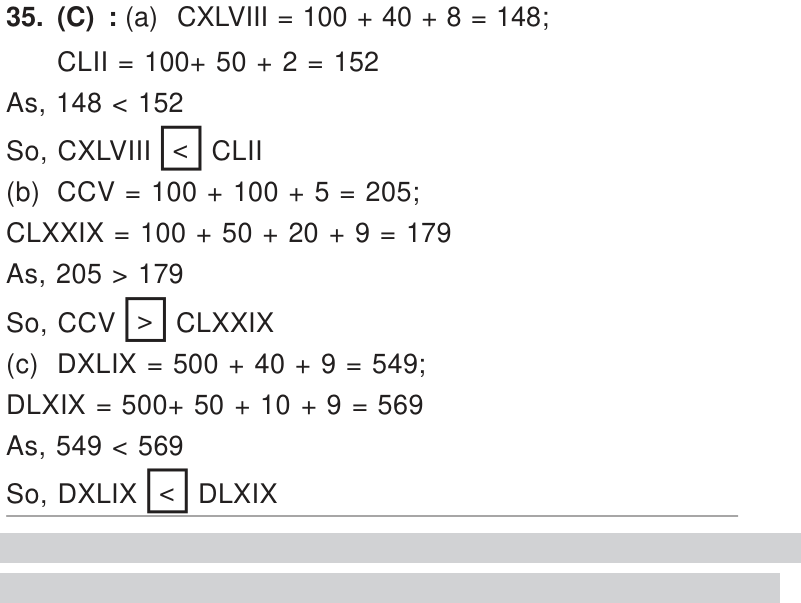 35. (C) : (a) CXLVIII = 100 + 40 + 8 = 148;
CLII = 100+ 50 + 2 = 152
As, 148 < 152
So, CXLVIII < CLII
(b) CCV = 100 + 100 + 5 = 205;
CLXXIX = 100 + 50 + 20 + 9 = 179
As, 205 > 179
So, CCV > CLXXIX
(c) DXLIX = 500 + 40 + 9 = 549;
DLXIX = 500+ 50 + 10 + 9 = 569
As, 549 < 569
So, DXLIX < DLXIX